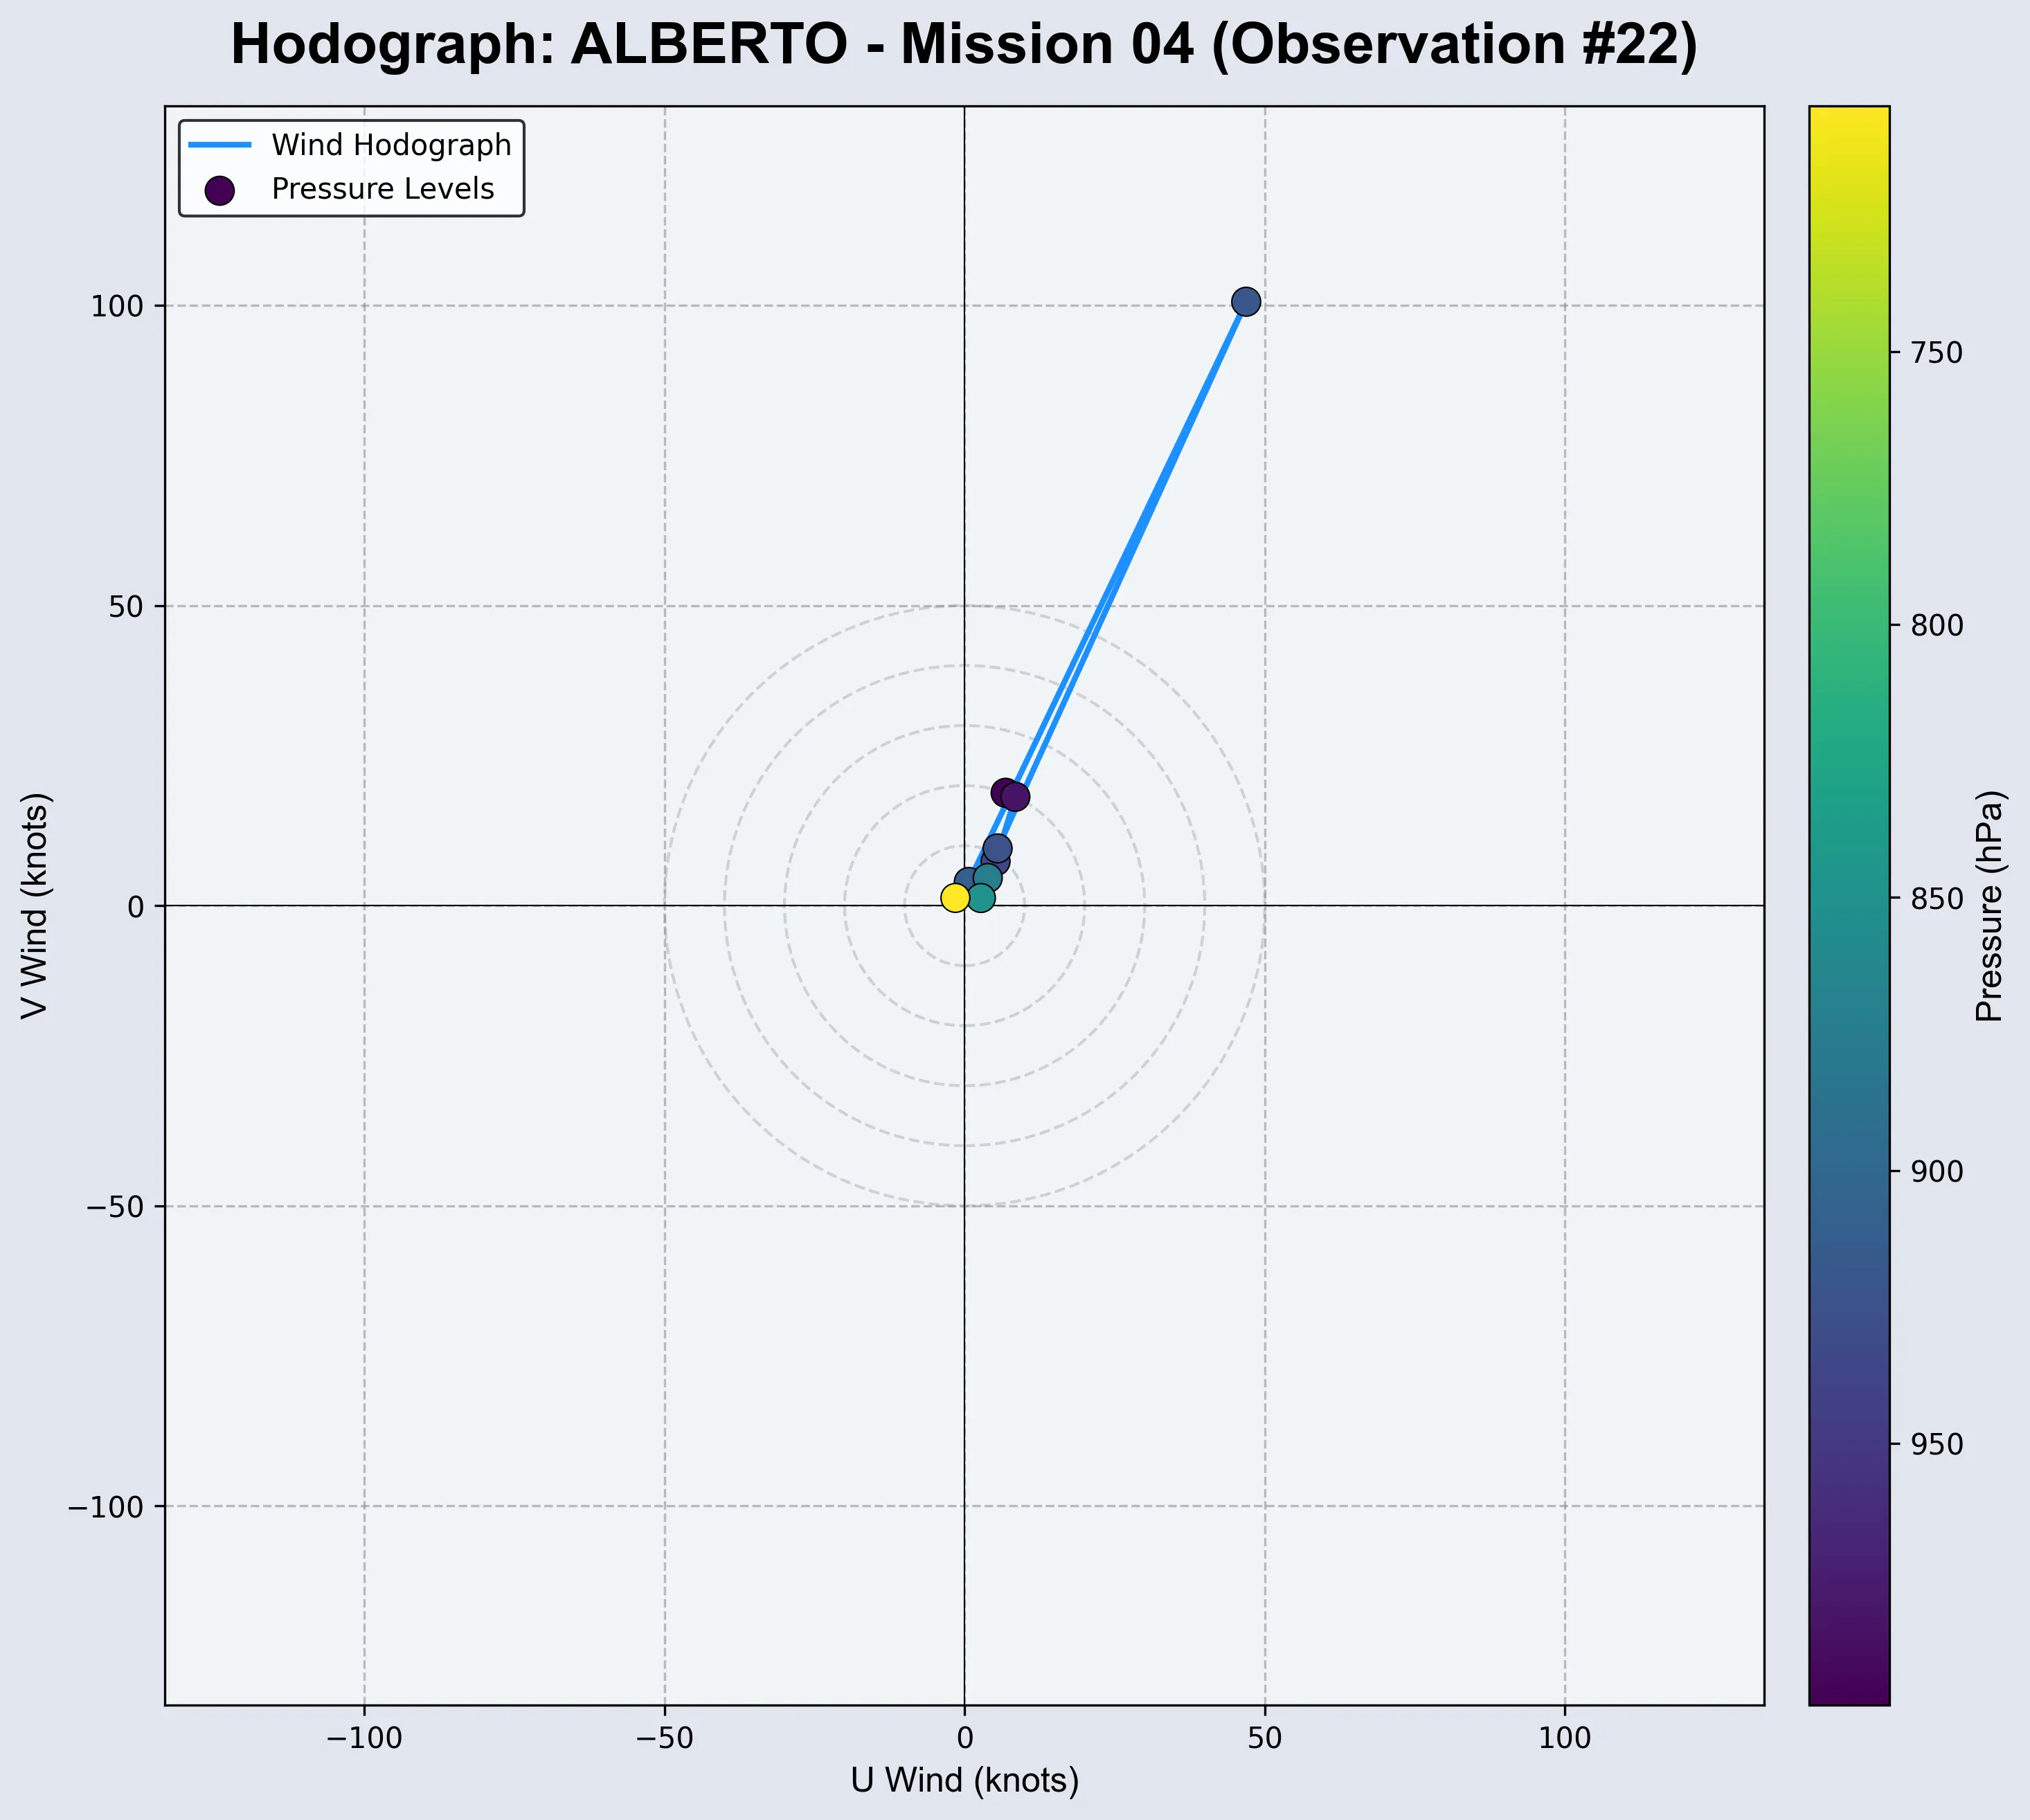 Hodograph: ALBERTO - Mission 04 (Observation #22)
Wind Hodograph
Pressure Levels
100
50
0
−50
−100
V Wind (knots)
−100
−50
0
50
100
U Wind (knots)
750
800
850
900
950
Pressure (hPa)